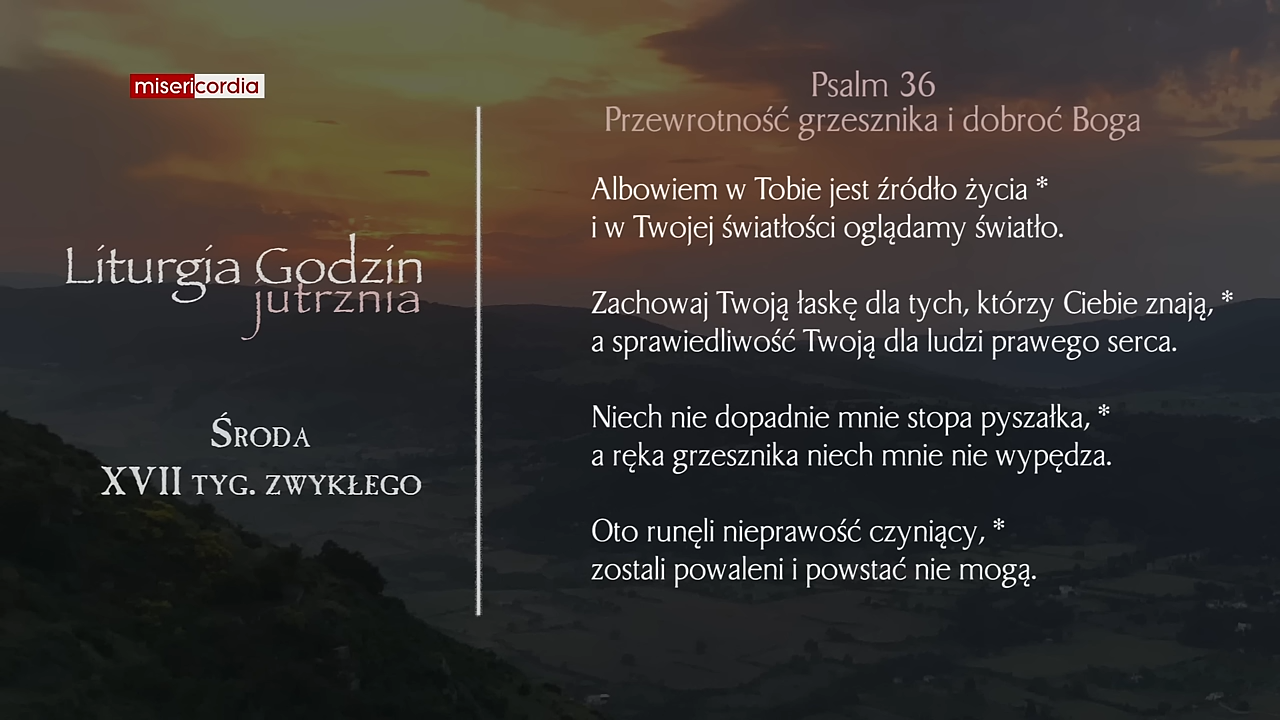 misericordia
Liturgia Godzin
jutrznia
Środa
XVII tyg. zwykłego
Psalm 36
Przewrotność grzesznika i dobroć Boga
Albowiem w Tobie jest źródło życia *
i w Twojej światłości oglądamy światło.
Zachowaj Twoją łaskę dla tych, którzy Ciebie znają, *
a sprawiedliwość Twoją dla ludzi prawego serca.
Niech nie dopadnie mnie stopa pyszałka, *
a ręka grzesznika niech mnie nie wypędza.
Oto runęli nieprawość czyniący, *
zostali powaleni i powstać nie mogą.